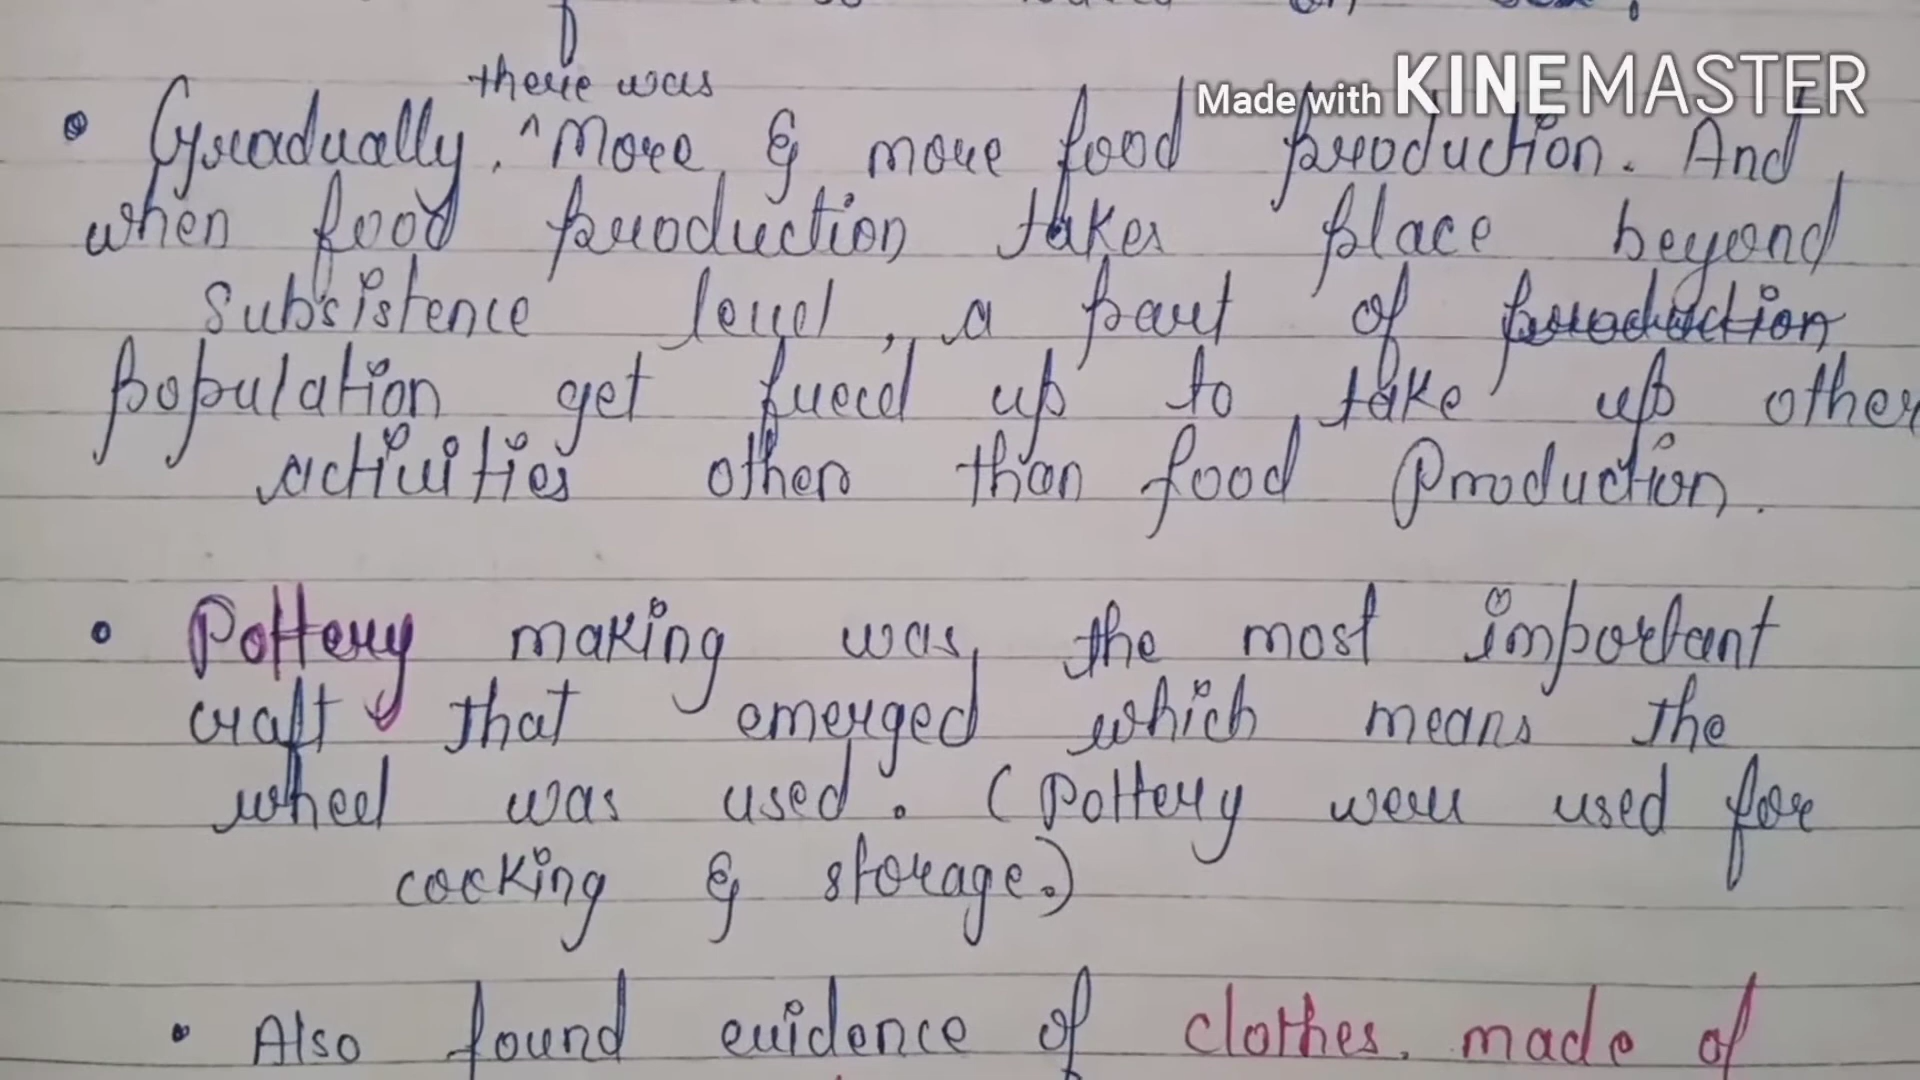 Made with KINEMASTER
there was
• Gradually, ^ More & more food production. And
when food production takes place beyond
subsistence level, a part of production
population get freed up to take up other
activities other than food production.
• Pottery making was the most important
craft that emerged which means the
wheel was used. (Pottery were used for
cooking & storage.)
• Also found evidence of clothes made of